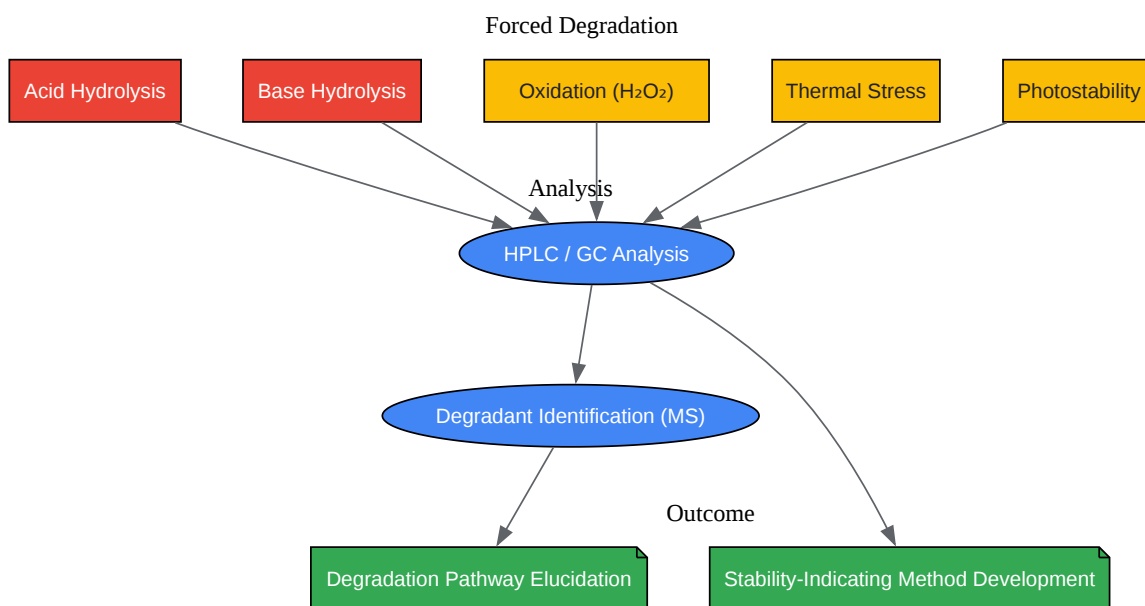 Forced Degradation
Acid Hydrolysis
Base Hydrolysis
Oxidation (H₂O₂)
Thermal Stress
Photostability
Analysis
HPLC / GC Analysis
Degradant Identification (MS)
Outcome
Degradation Pathway Elucidation
Stability-Indicating Method Development